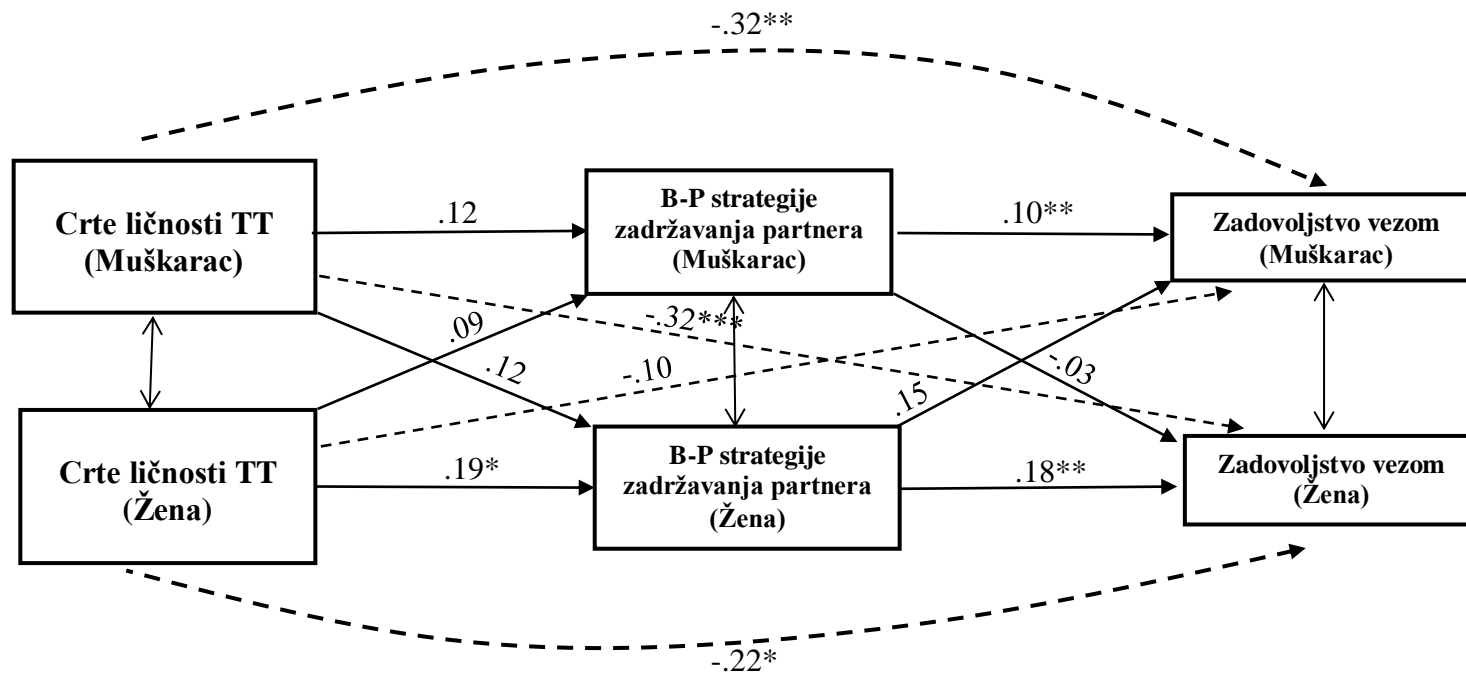 -.32**
Crte ličnosti TT
(Muškarac)
.12
B-P strategije
zadržavanja partnera
(Muškarac)
.10**
Zadovoljstvo vezom
(Muškarac)
.09
.12
-.32***
-.10
.15
-.03
Crte ličnosti TT
(Žena)
.19*
B-P strategije
zadržavanja partnera
(Žena)
.18**
Zadovoljstvo vezom
(Žena)
-.22*